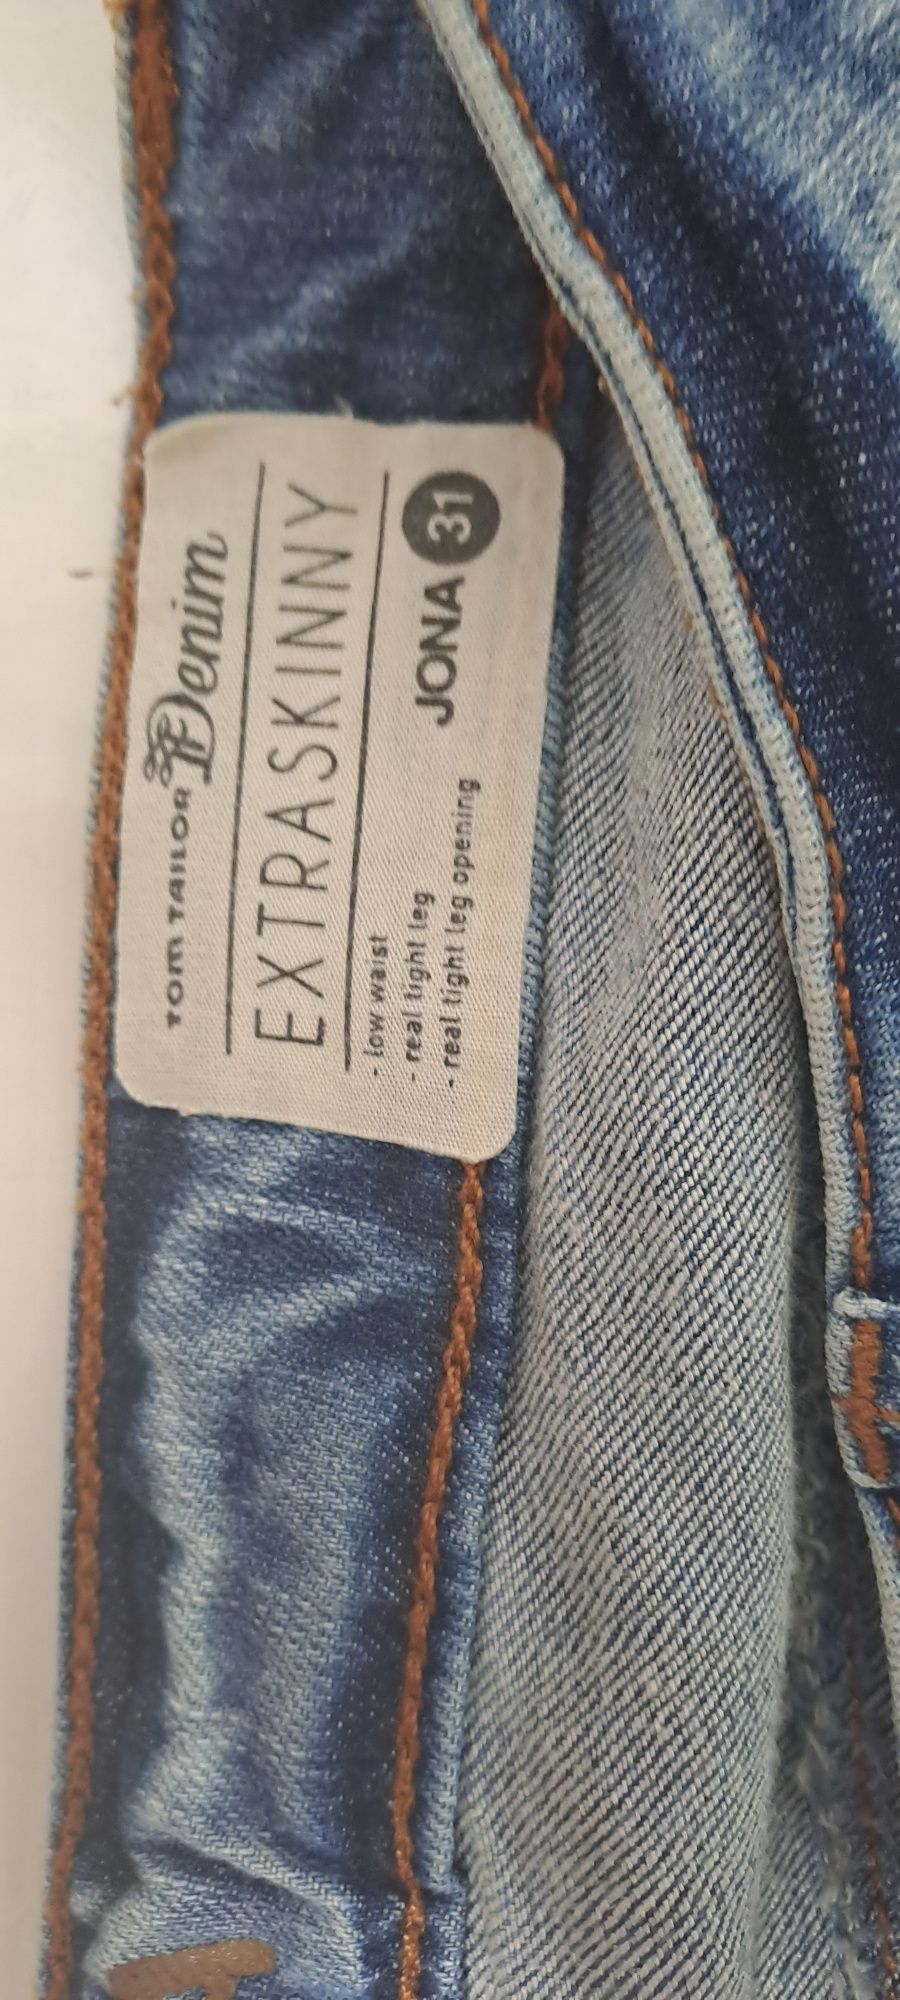 TOM TAILOR Denim
EXTRASKINNY
- low waist
- real tight leg
- real tight leg opening
JONA 31